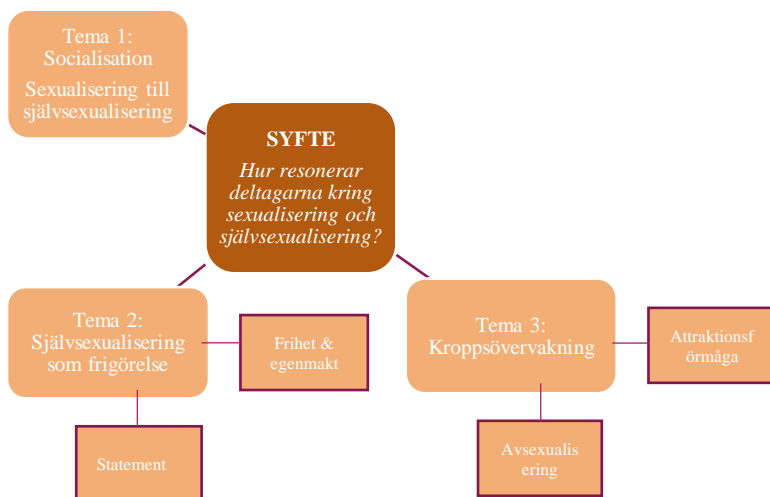 Tema 1:
Socialisation
Sexualisering till
självsexualisering
SYFTE
Hur resonerar
deltagarna kring
sexualisering och
självsexualisering?
Tema 2:
Självsexualisering
som frigörelse
Frihet &
egenmakt
Statement
Tema 3:
Kroppsövervakning
Attraktionsf
örmåga
Avsexualis
ering